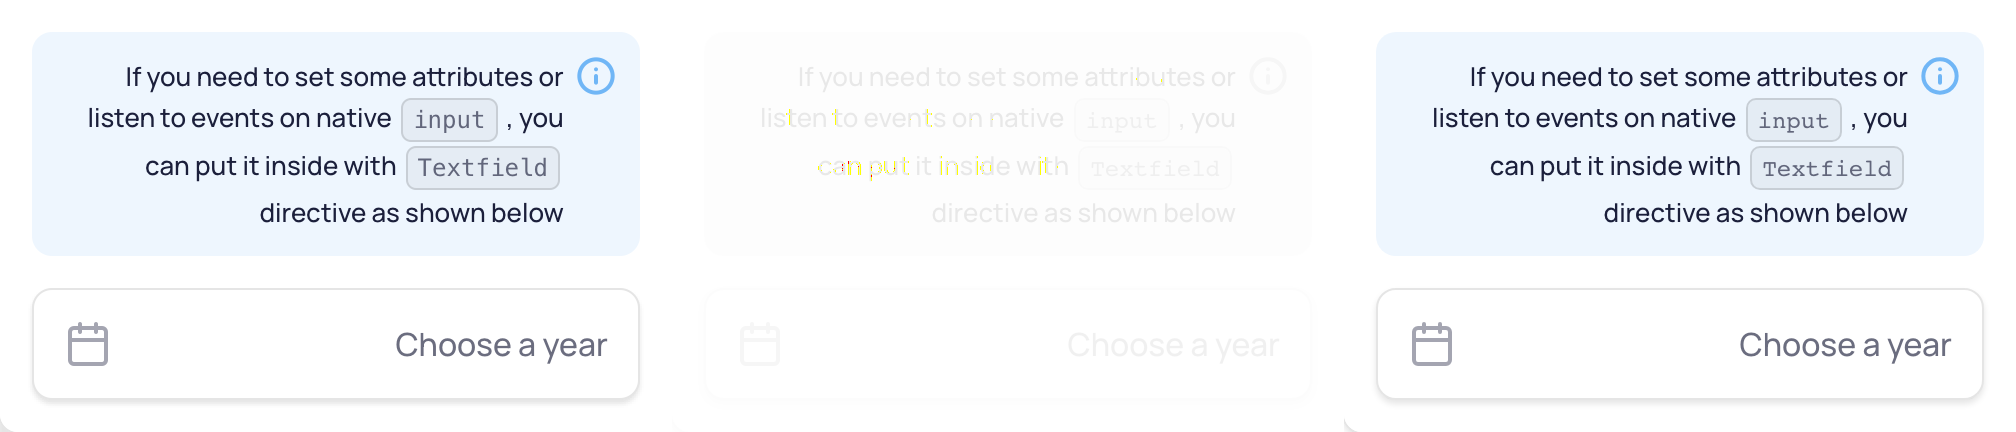 If you need to set some attributes or
listen to events on native input , you
can put it inside with Textfield
directive as shown below
Choose a year
If you need to set some attributes or
listen to events on native input , you
can put it inside with Textfield
directive as shown below
Choose a year
If you need to set some attributes or
listen to events on native input , you
can put it inside with Textfield
directive as shown below
Choose a year